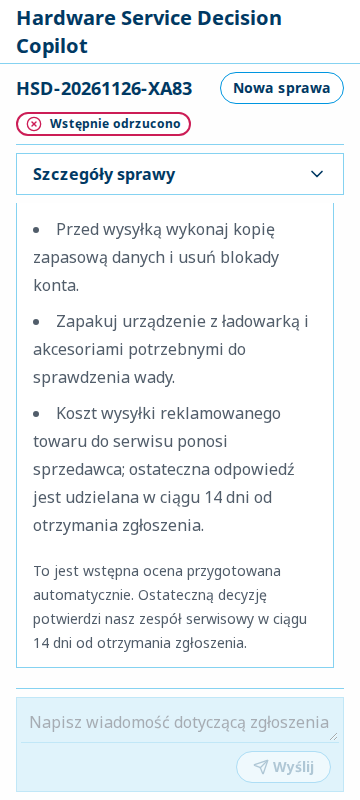 Hardware Service Decision
Copilot
HSD-20261126-XA83
Nowa sprawa
Wstępnie odrzucono
Szczegóły sprawy
• Przed wysyłką wykonaj kopię
zapasową danych i usuń blokady
konta.
• Zapakuj urządzenie z ładowarką i
akcesoriami potrzebnymi do
sprawdzenia wady.
• Koszt wysyłki reklamowanego
towaru do serwisu ponosi
sprzedawca; ostateczna odpowiedź
jest udzielana w ciągu 14 dni od
otrzymania zgłoszenia.
To jest wstępna ocena przygotowana
automatycznie. Ostateczną decyzję
potwierdzi nasz zespół serwisowy w ciągu
14 dni od otrzymania zgłoszenia.
Napisz wiadomość dotyczącą zgłoszenia
Wyślij